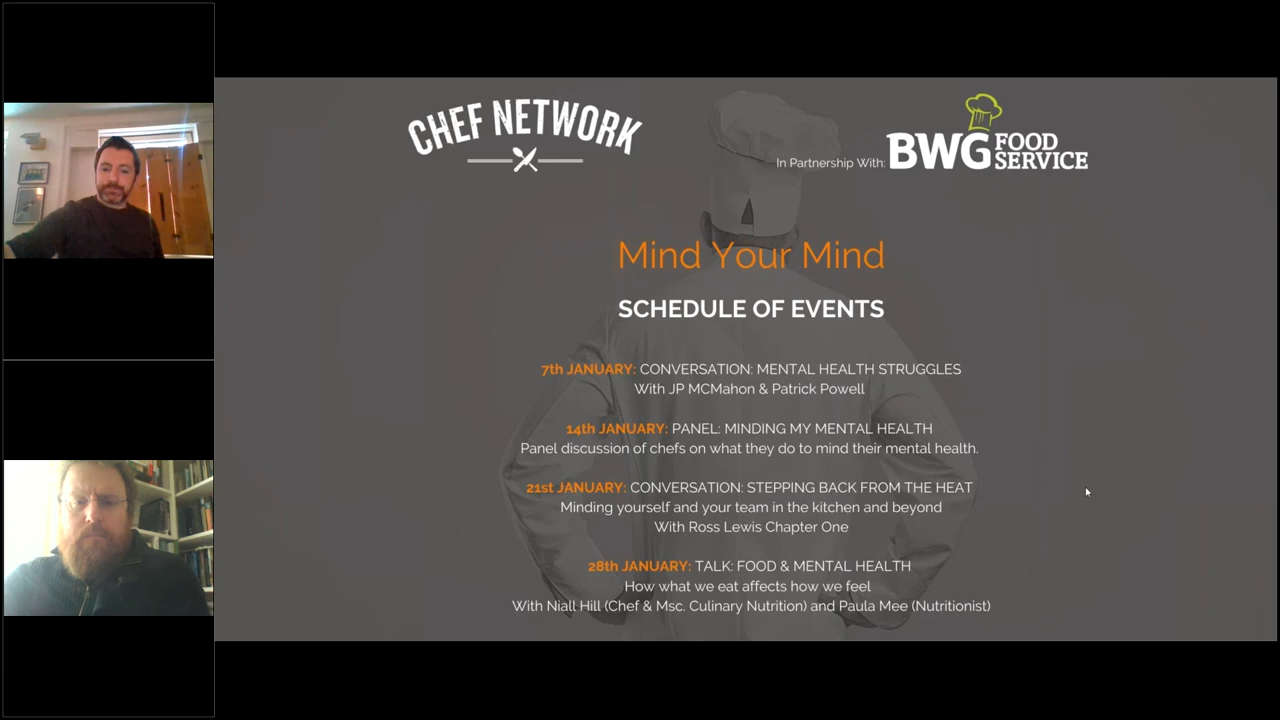 CHEF NETWORK
In Partnership With:
BWG FOOD SERVICE
Mind Your Mind
SCHEDULE OF EVENTS
7th JANUARY: CONVERSATION: MENTAL HEALTH STRUGGLES
With JP MCMahon & Patrick Powell
14th JANUARY: PANEL: MINDING MY MENTAL HEALTH
Panel discussion of chefs on what they do to mind their mental health.
21st JANUARY: CONVERSATION: STEPPING BACK FROM THE HEAT
Minding yourself and your team in the kitchen and beyond
With Ross Lewis Chapter One
28th JANUARY: TALK: FOOD & MENTAL HEALTH
How what we eat affects how we feel
With Niall Hill (Chef & Msc. Culinary Nutrition) and Paula Mee (Nutritionist)